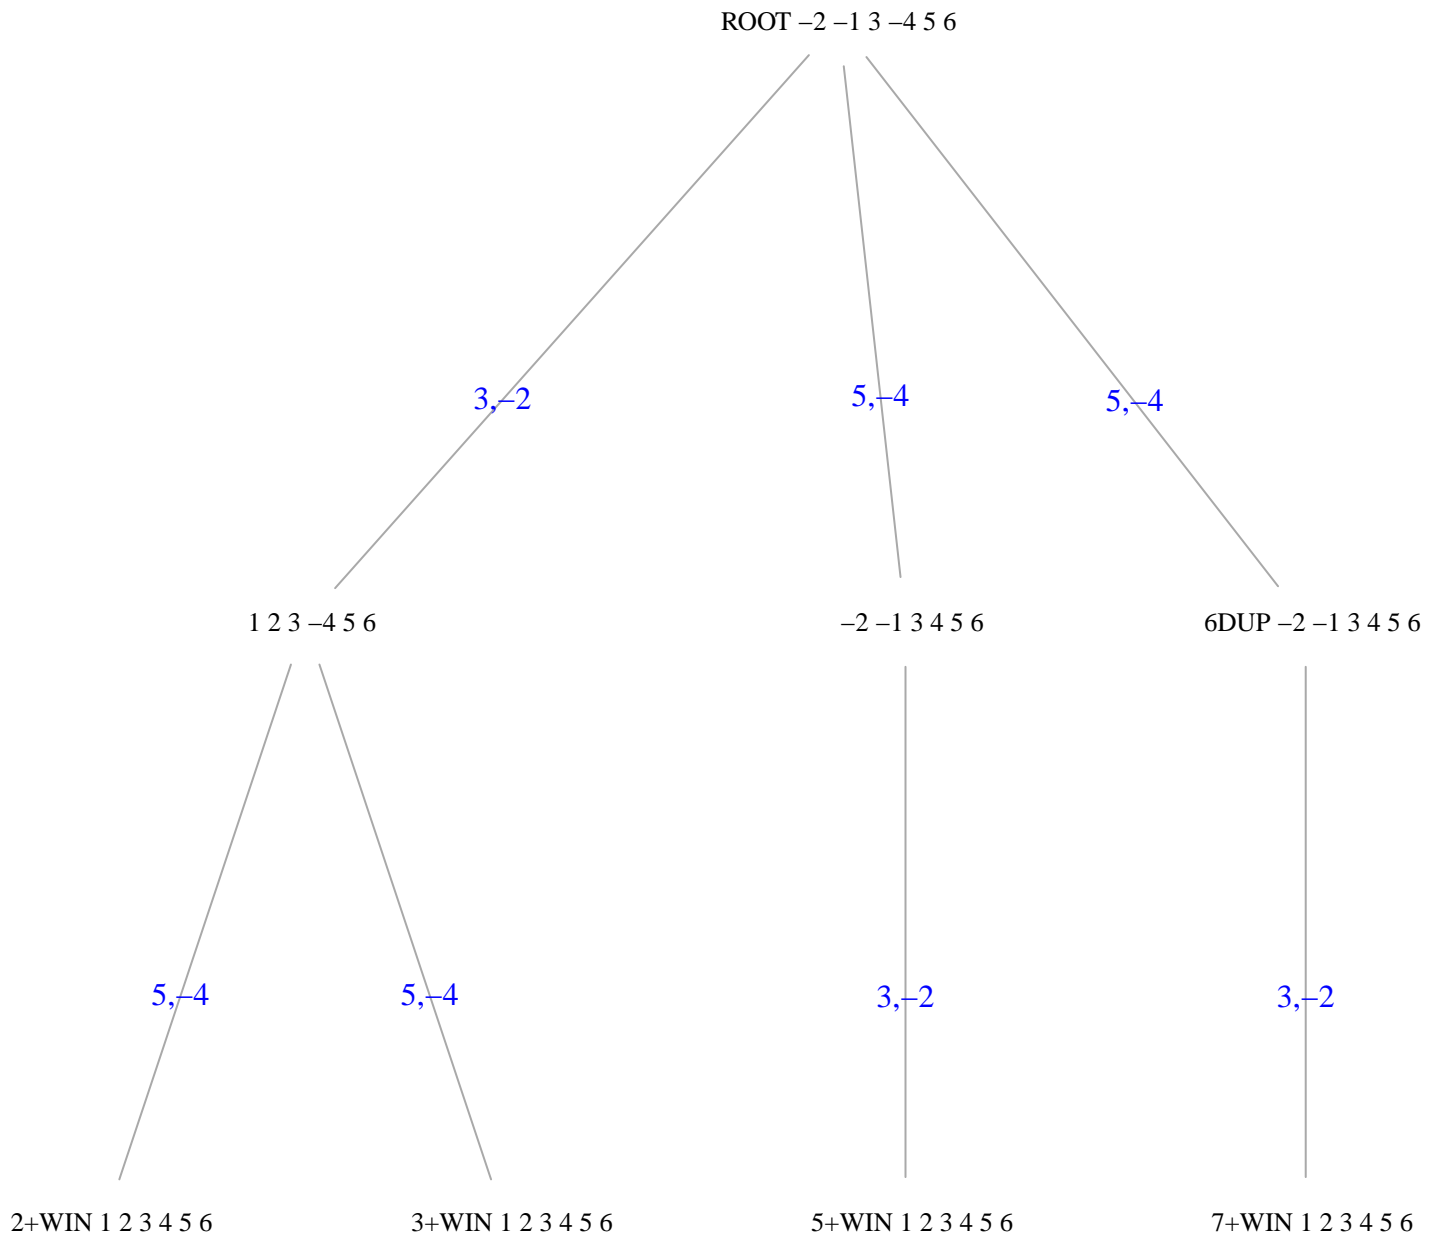 ROOT –2 –1 3 –4 5 6
3,–2
5,–4
5,–4
1 2 3 –4 5 6
–2 –1 3 4 5 6
6DUP –2 –1 3 4 5 6
5,–4
5,–4
3,–2
3,–2
2+WIN 1 2 3 4 5 6
3+WIN 1 2 3 4 5 6
5+WIN 1 2 3 4 5 6
7+WIN 1 2 3 4 5 6